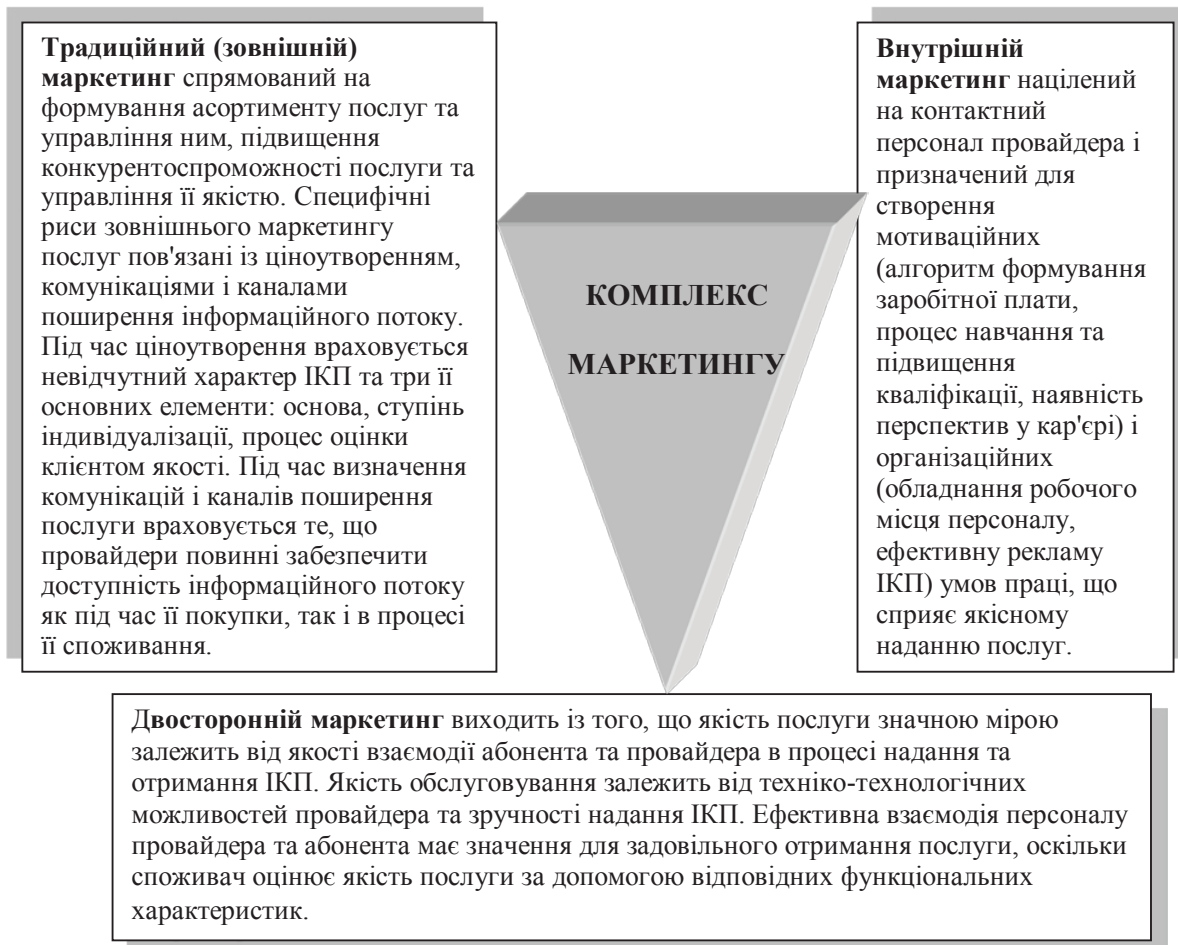 Традиційний (зовнішній)
маркетинг спрямований на
формування асортименту послуг та
управління ним, підвищення
конкурентоспроможності послуги та
управління її якістю. Специфічні
риси зовнішнього маркетингу
послуг пов'язані із ціноутворенням,
комунікаціями і каналами
поширення інформаційного потоку.
Під час ціноутворення враховується
невідчутний характер ІКП та три її
основних елементи: основа, ступінь
індивідуалізації, процес оцінки
клієнтом якості. Під час визначення
комунікацій і каналів поширення
послуги враховується те, що
провайдери повинні забезпечити
доступність інформаційного потоку
як під час її покупки, так і в процесі
її споживання.
КОМПЛЕКС
МАРКЕТИНГУ
Внутрішній
маркетинг націлений
на контактний
персонал провайдера і
призначений для
створення
мотиваційних
(алгоритм формування
заробітної плати,
процес навчання та
підвищення
кваліфікації, наявність
перспектив у кар'єрі) і
організаційних
(обладнання робочого
місця персоналу,
ефективну рекламу
ІКП) умов праці, що
сприяє якісному
наданню послуг.
Двосторонній маркетинг виходить із того, що якість послуги значною мірою
залежить від якості взаємодії абонента та провайдера в процесі надання та
отримання ІКП. Якість обслуговування залежить від техніко-технологічних
можливостей провайдера та зручності надання ІКП. Ефективна взаємодія персоналу
провайдера та абонента має значення для задовільного отримання послуги, оскільки
споживач оцінює якість послуги за допомогою відповідних функціональних
характеристик.